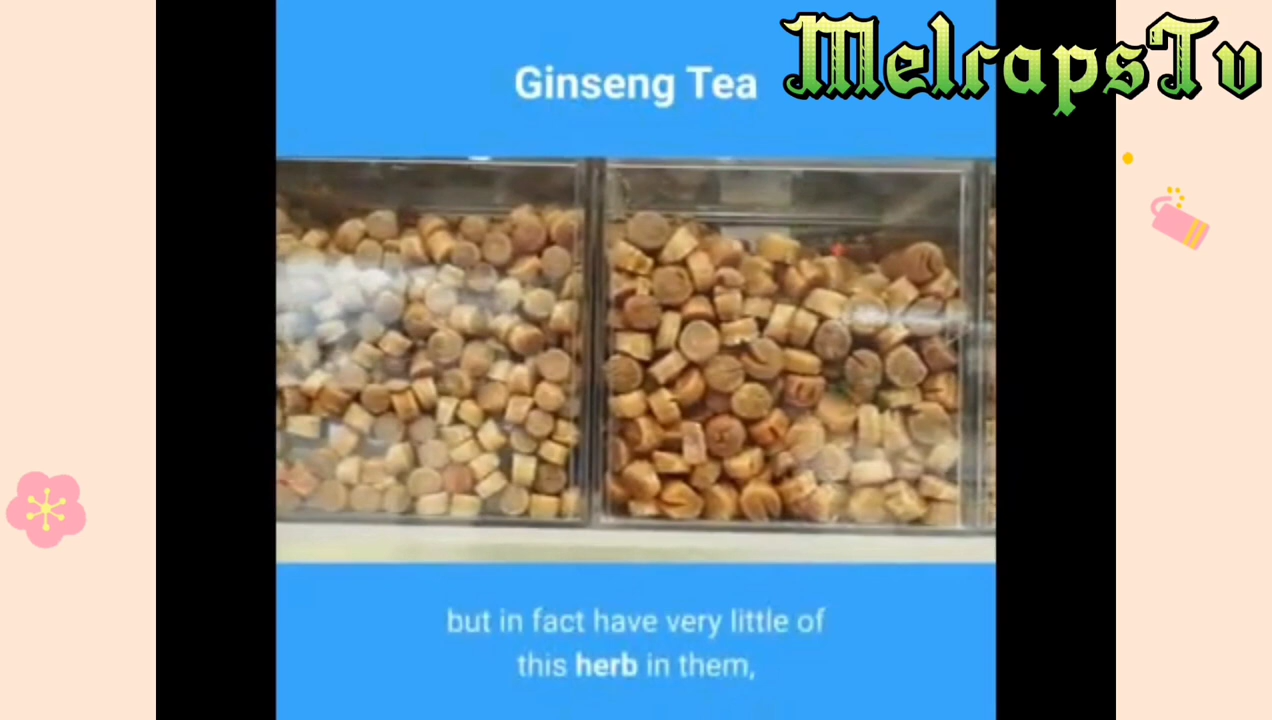 MelrapsTv
Ginseng Tea
but in fact have very little of
this herb in them,